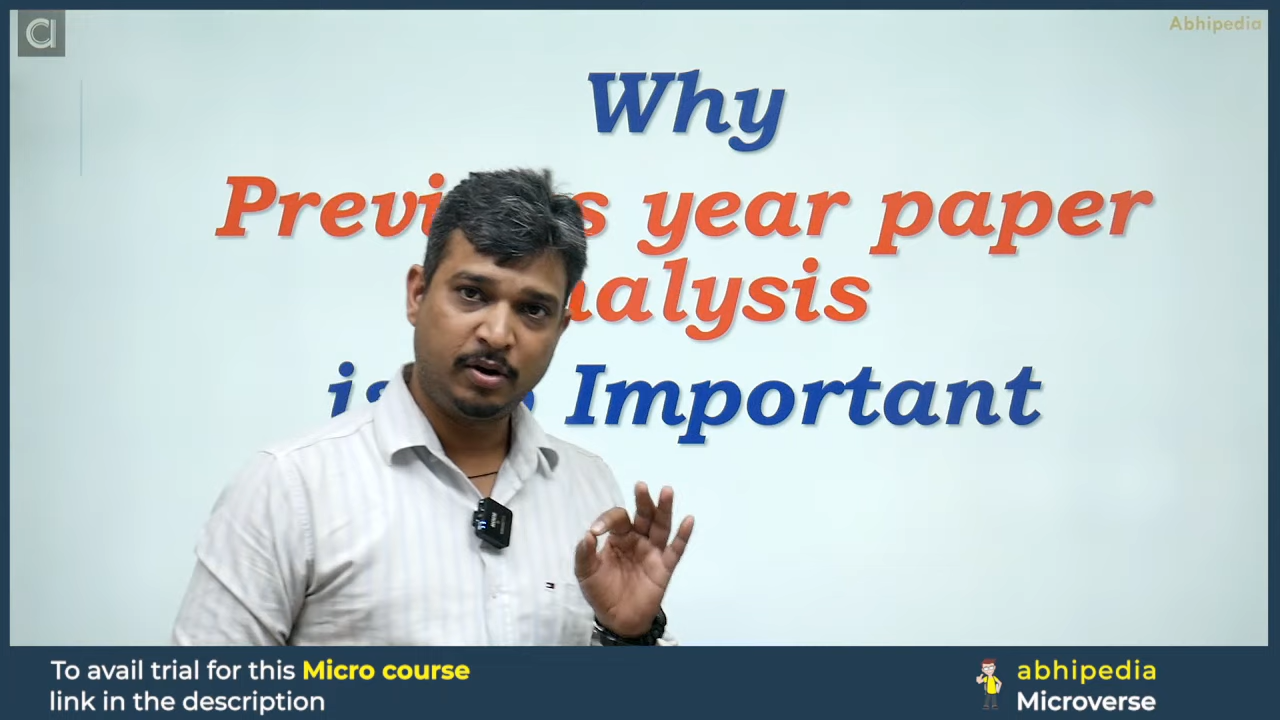 Abhipedia
Why
Previ s year paper
nalysis
is Important
To avail trial for this Micro course
link in the description
abhipedia
Microverse